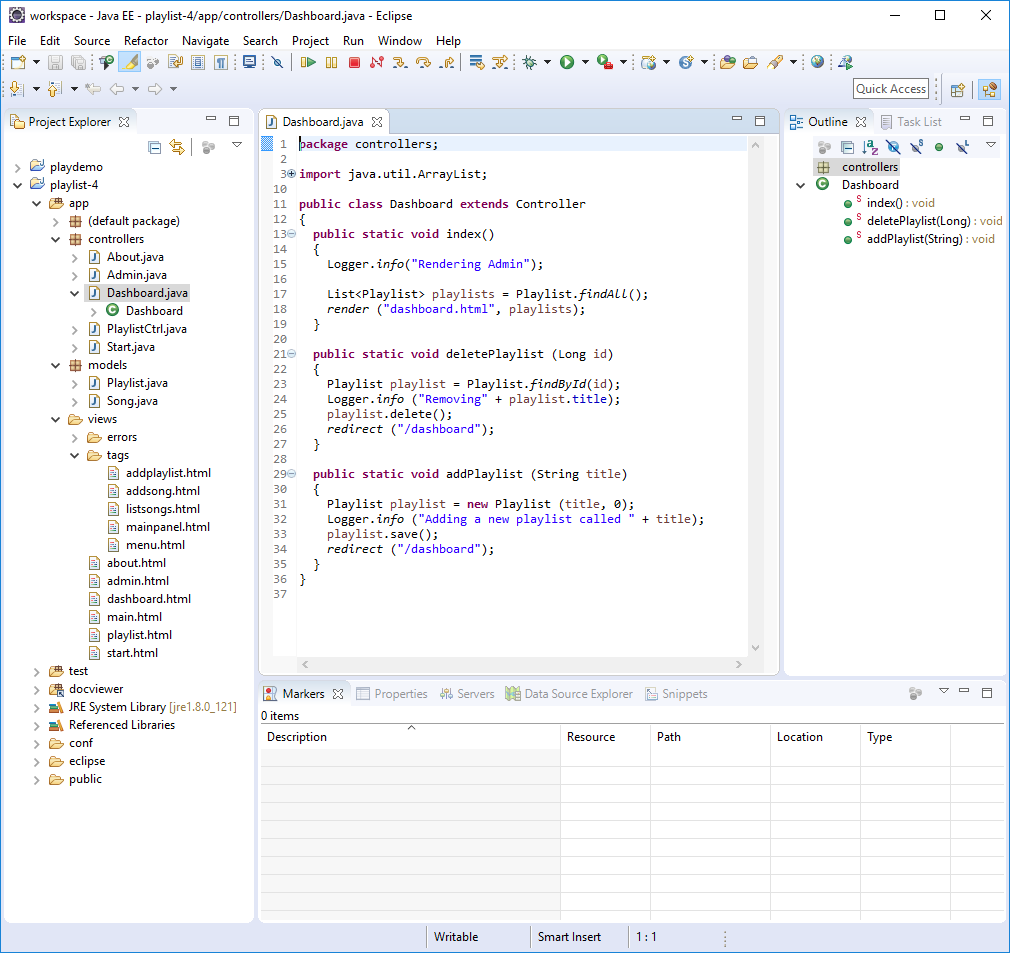 workspace - Java EE - playlist-4/app/controllers/Dashboard.java - Eclipse
File Edit Source Refactor Navigate Search Project Run Window Help
Quick Access
Project Explorer
playdemo
playlist-4
app
(default package)
controllers
About.java
Admin.java
Dashboard.java
Dashboard
PlaylistCtrl.java
Start.java
models
Playlist.java
Song.java
views
errors
tags
addplaylist.html
addsong.html
listsongs.html
mainpanel.html
menu.html
about.html
admin.html
dashboard.html
main.html
playlist.html
start.html
test
docviewer
JRE System Library [jre1.8.0_121]
Referenced Libraries
conf
eclipse
public
Dashboard.java
1 package controllers;
2
3 import java.util.ArrayList;
10
11 public class Dashboard extends Controller
12 {
13 public static void index()
14 {
15 Logger.info("Rendering Admin");
16
17 List<Playlist> playlists = Playlist.findAll();
18 render ("dashboard.html", playlists);
19 }
20
21 public static void deletePlaylist (Long id)
22 {
23 Playlist playlist = Playlist.findById(id);
24 Logger.info ("Removing" + playlist.title);
25 playlist.delete();
26 redirect ("/dashboard");
27 }
28
29 public static void addPlaylist (String title)
30 {
31 Playlist playlist = new Playlist (title, 0);
32 Logger.info ("Adding a new playlist called " + title);
33 playlist.save();
34 redirect ("/dashboard");
35 }
36 }
37
Outline Task List
controllers
Dashboard
index() : void
deletePlaylist(Long) : void
addPlaylist(String) : void
Markers Properties Servers Data Source Explorer Snippets
0 items
Description Resource Path Location Type
Writable Smart Insert 1 : 1